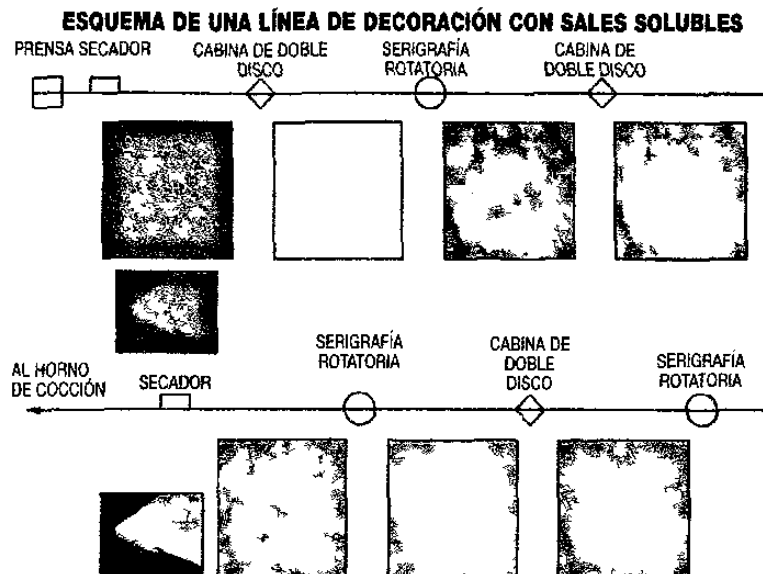 ESQUEMA DE UNA LÍNEA DE DECORACIÓN CON SALES SOLUBLES
PRENSA SECADOR
CABINA DE DOBLE
DISCO
SERIGRAFÍA
ROTATORIA
CABINA DE
DOBLE DISCO
AL HORNO
DE COCCIÓN
SECADOR
SERIGRAFÍA
ROTATORIA
CABINA DE
DOBLE
DISCO
SERIGRAFÍA
ROTATORIA